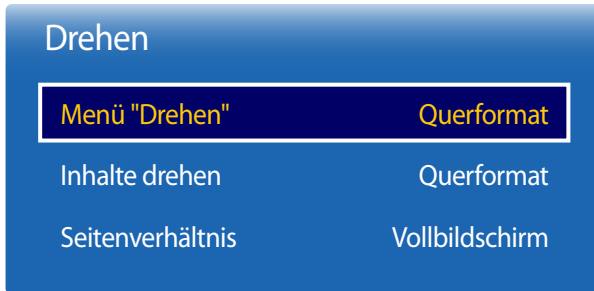 Drehen
Menü "Drehen" Querformat
Inhalte drehen Querformat
Seitenverhältnis Vollbildschirm